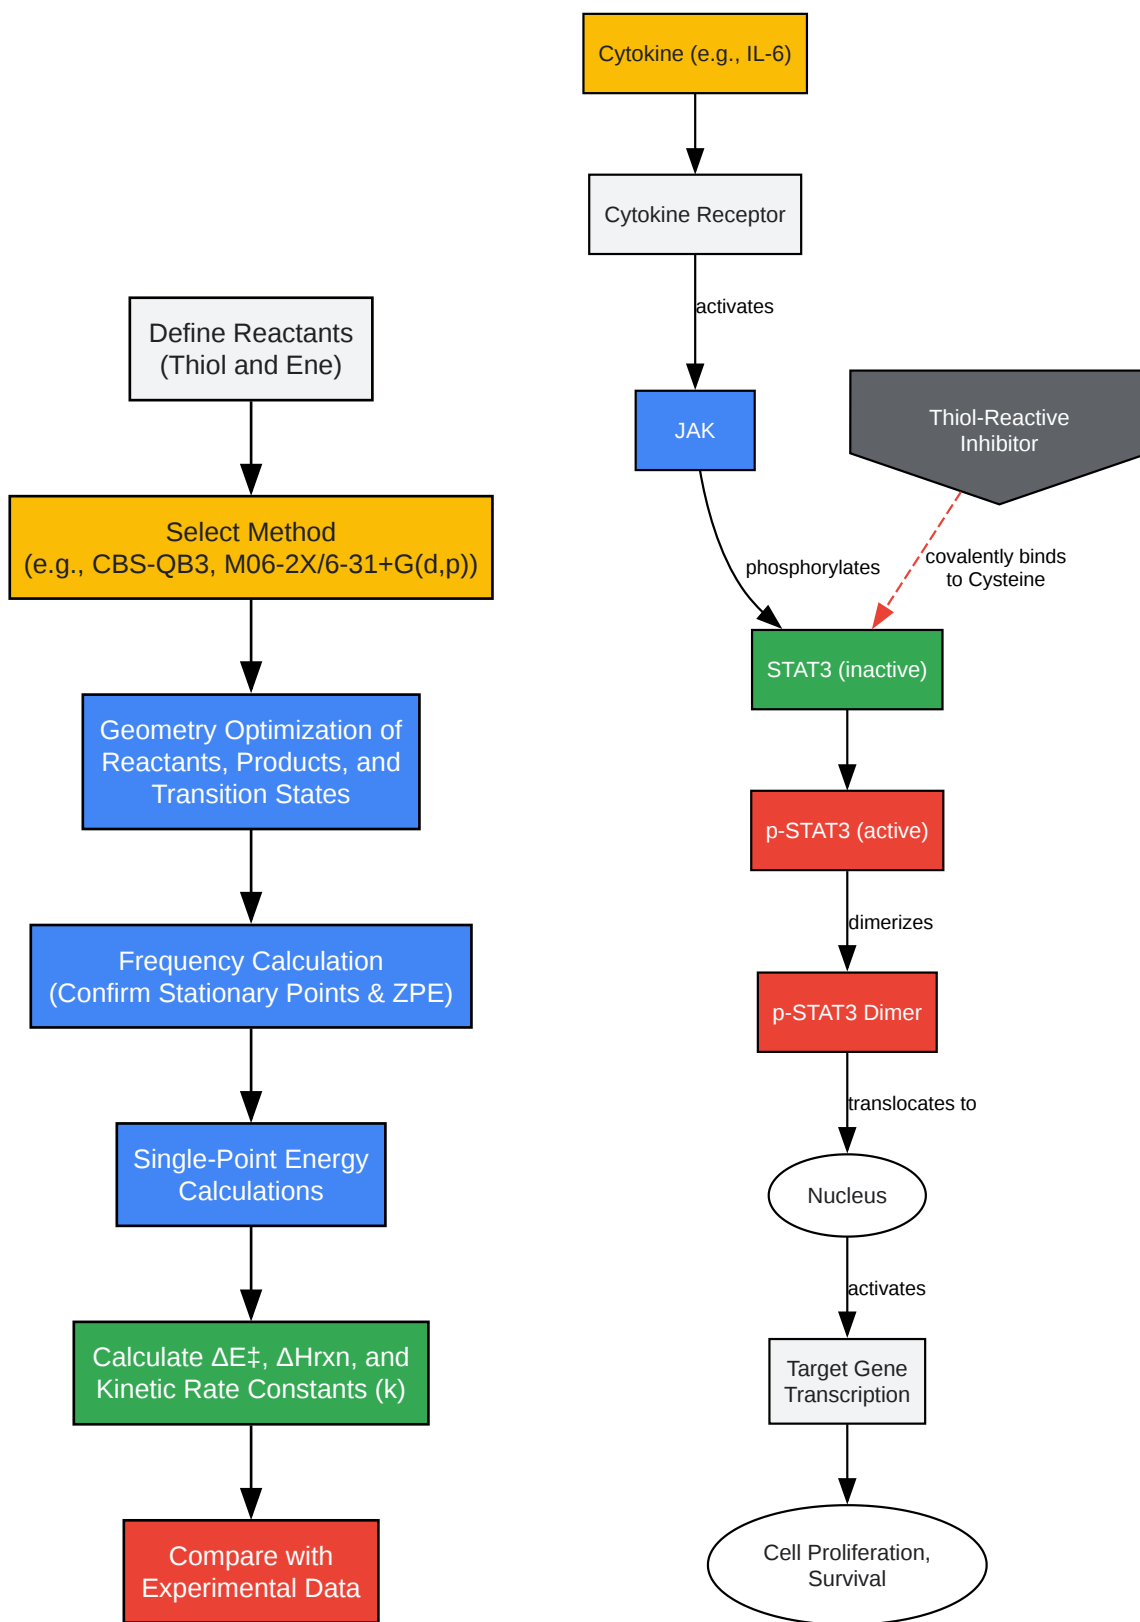 Define Reactants
(Thiol and Ene)
Select Method
(e.g., CBS-QB3, M06-2X/6-31+G(d,p))
Geometry Optimization of
Reactants, Products, and
Transition States
Frequency Calculation
(Confirm Stationary Points & ZPE)
Single-Point Energy
Calculations
Calculate ΔE‡, ΔHrxn, and
Kinetic Rate Constants (k)
Compare with
Experimental Data
Cytokine (e.g., IL-6)
Cytokine Receptor
activates
JAK
Thiol-Reactive
Inhibitor
phosphorylates
covalently binds
to Cysteine
STAT3 (inactive)
p-STAT3 (active)
dimerizes
p-STAT3 Dimer
translocates to
Nucleus
activates
Target Gene
Transcription
Cell Proliferation,
Survival